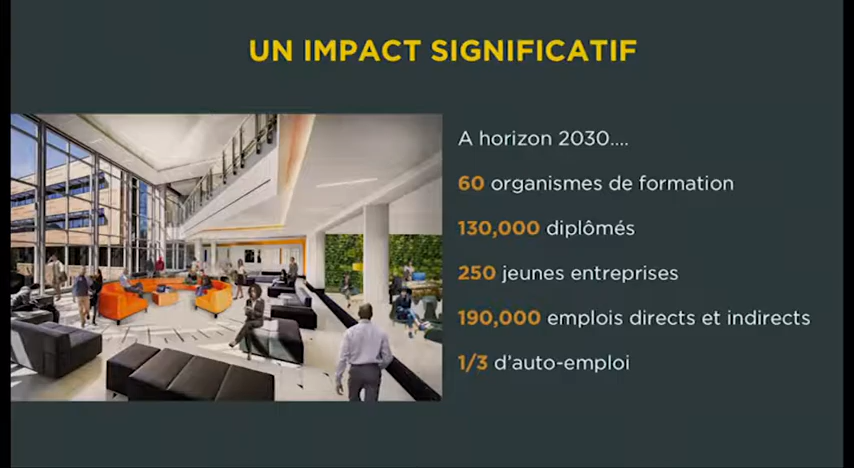 UN IMPACT SIGNIFICATIF
A horizon 2030....
60 organismes de formation
130,000 diplômés
250 jeunes entreprises
190,000 emplois directs et indirects
1/3 d'auto-emploi